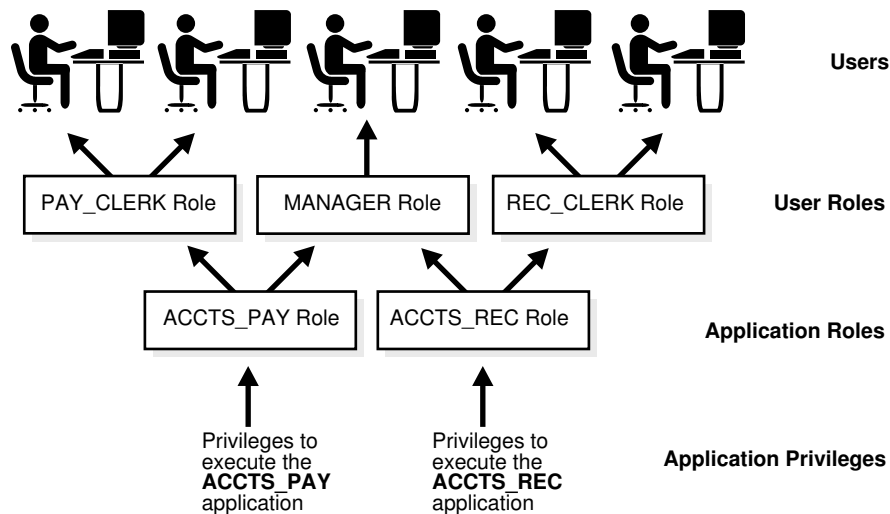 Users
PAY_CLERK Role
MANAGER Role
REC_CLERK Role
User Roles
ACCTS_PAY Role
ACCTS_REC Role
Application Roles
Privileges to
execute the
ACCTS_PAY
application
Privileges to
execute the
ACCTS_REC
application
Application Privileges